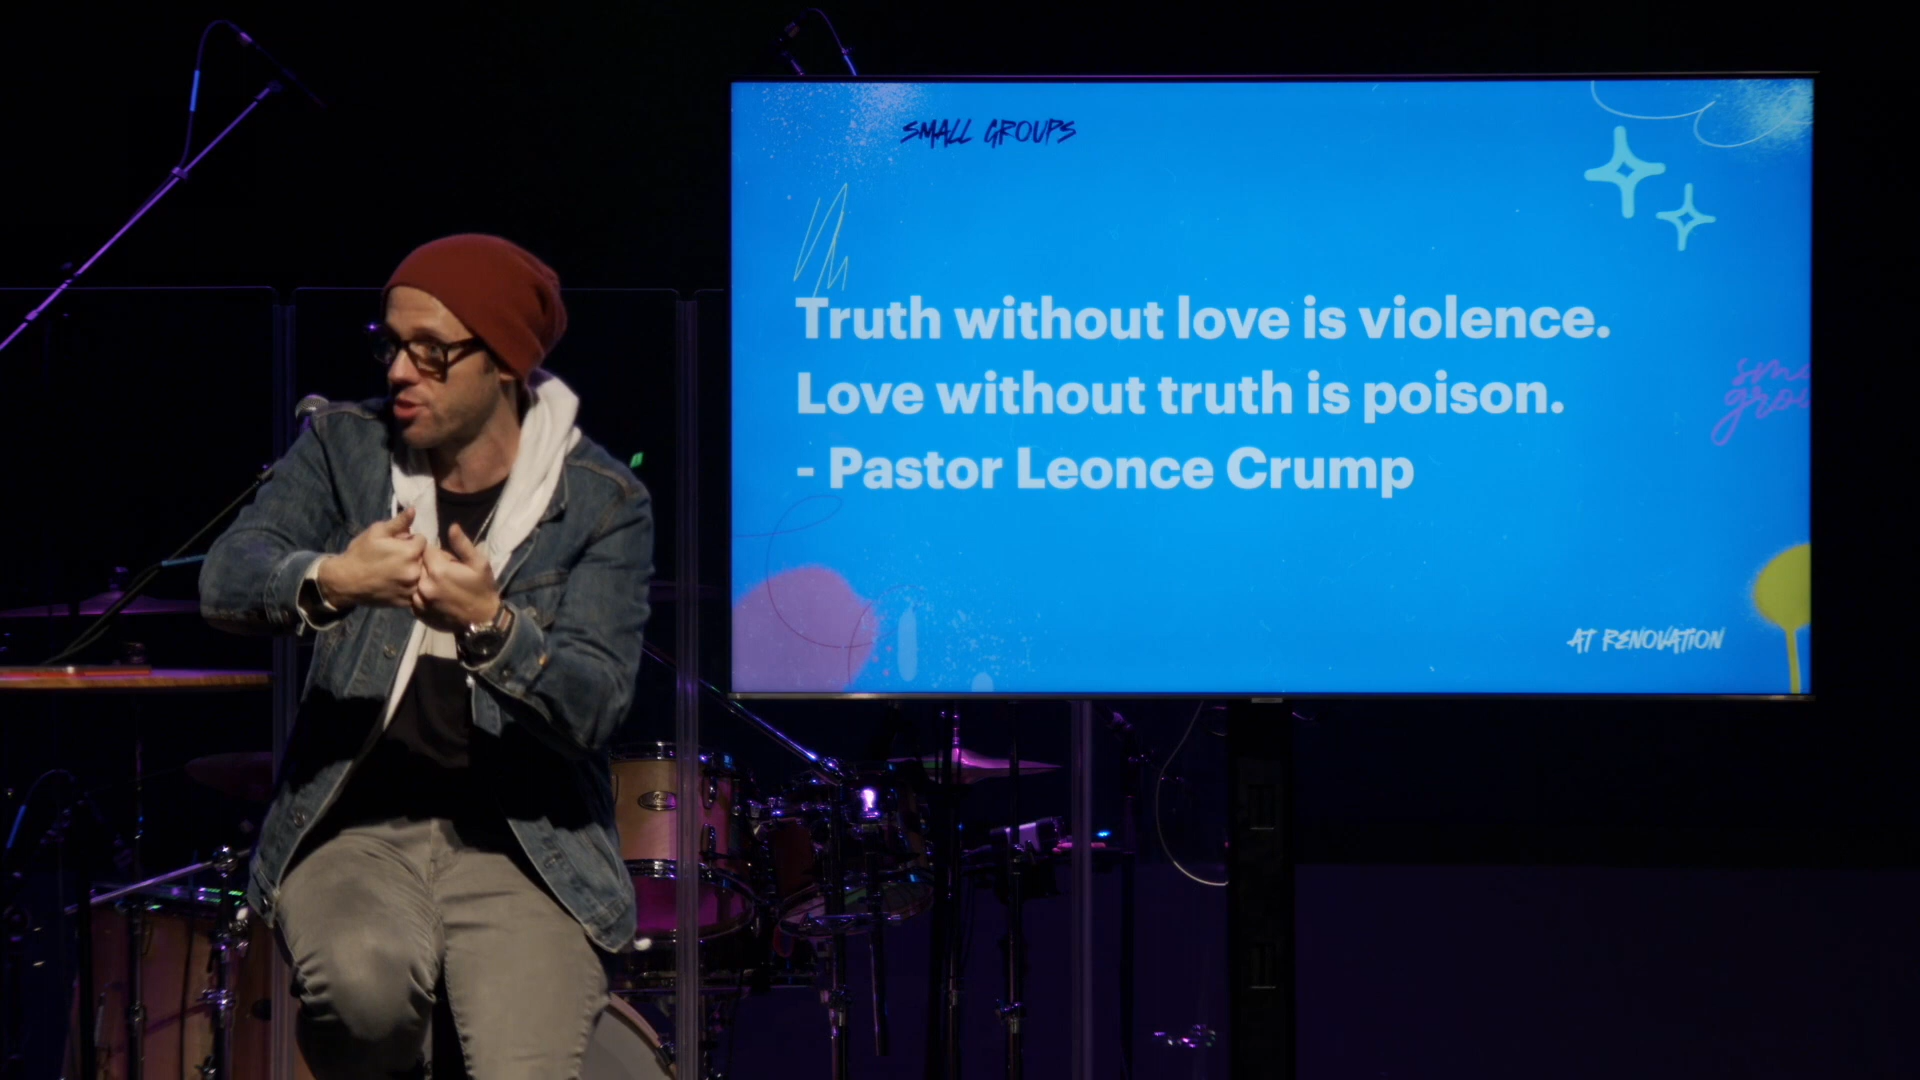 SMALL GROUPS
Truth without love is violence.
Love without truth is poison.
- Pastor Leonce Crump
AT RENOVATION